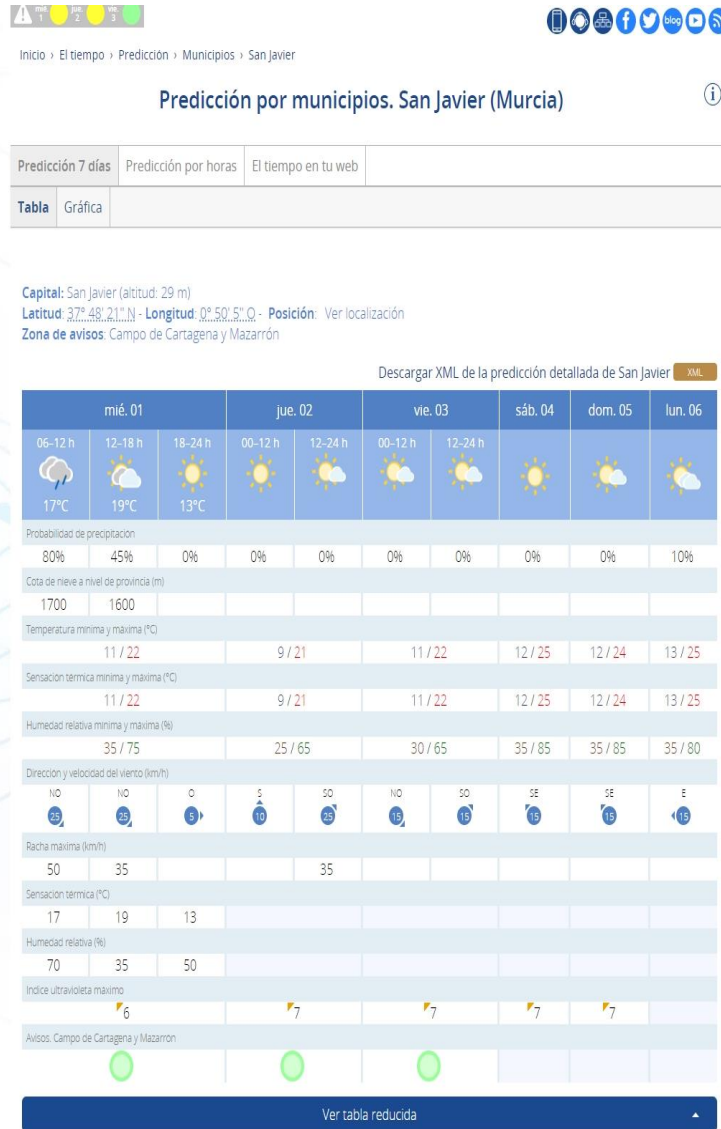 mié. jue. vie.
1 2 3
blog
Inicio › El tiempo › Predicción › Municipios › San Javier
Predicción por municipios. San Javier (Murcia)
i
Predicción 7 días Predicción por horas El tiempo en tu web
Tabla Gráfica
Capital: San Javier (altitud: 29 m)
Latitud: 37° 48' 21'' N - Longitud: 0° 50' 5'' O - Posición: Ver localización
Zona de avisos: Campo de Cartagena y Mazarrón
Descargar XML de la predicción detallada de San Javier XML
mié. 01 jue. 02 vie. 03 sáb. 04 dom. 05 lun. 06
06–12 h 12–18 h 18–24 h 00–12 h 12–24 h 00–12 h 12–24 h
17°C 19°C 13°C
Probabilidad de precipitación
80% 45% 0% 0% 0% 0% 0% 0% 0% 10%
Cota de nieve a nivel de provincia (m)
1700 1600
Temperatura mínima y máxima (°C)
11 / 22 9 / 21 11 / 22 12 / 25 12 / 24 13 / 25
Sensación térmica mínima y máxima (°C)
11 / 22 9 / 21 11 / 22 12 / 25 12 / 24 13 / 25
Humedad relativa mínima y máxima (%)
35 / 75 25 / 65 30 / 65 35 / 85 35 / 85 35 / 80
Dirección y velocidad del viento (km/h)
NO NO O S SO NO SO SE SE E
25 25 5 10 25 15 15 15 15 15
Racha máxima (km/h)
50 35 35
Sensación térmica (°C)
17 19 13
Humedad relativa (%)
70 35 50
Indice ultravioleta máximo
6 7 7 7 7
Avisos. Campo de Cartagena y Mazarrón
Ver tabla reducida